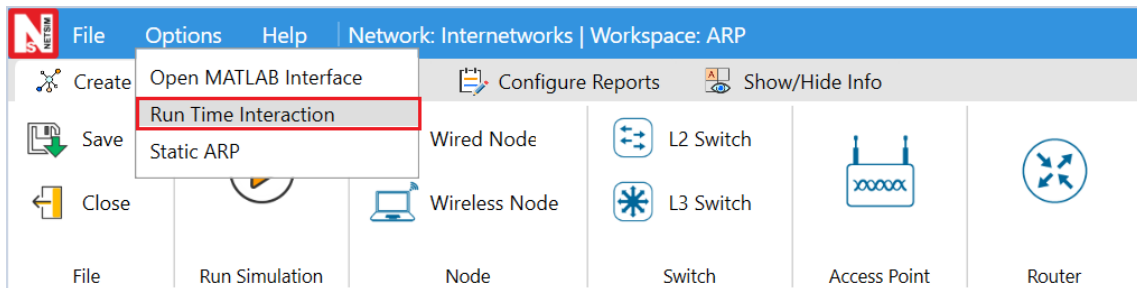 NETSIM
File Options Help Network: Internetworks | Workspace: ARP
Create Configure Reports Show/Hide Info
Open MATLAB Interface
Run Time Interaction
Static ARP
Save Wired Node L2 Switch
Close Wireless Node L3 Switch
File Run Simulation Node Switch Access Point Router